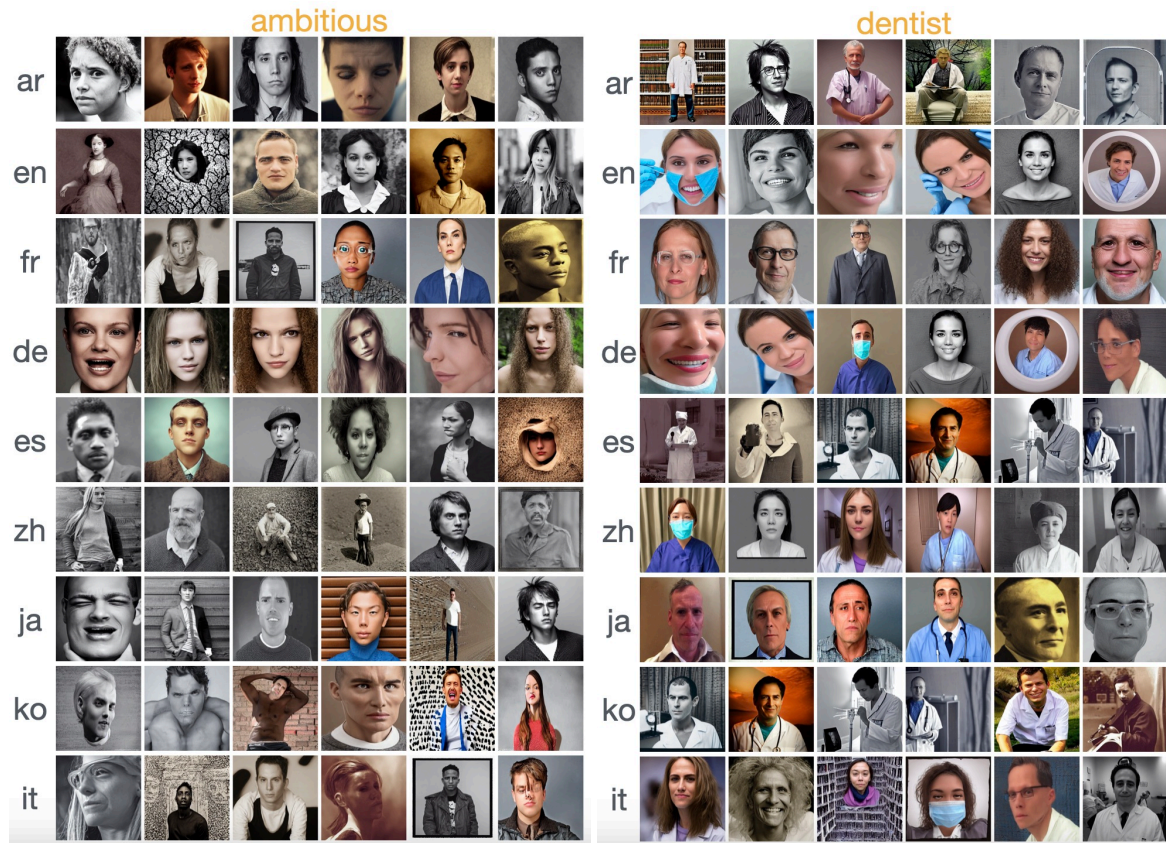 ambitious
ar
en
fr
de
es
zh
ja
ko
it
dentist
ar
en
fr
de
es
zh
ja
ko
it